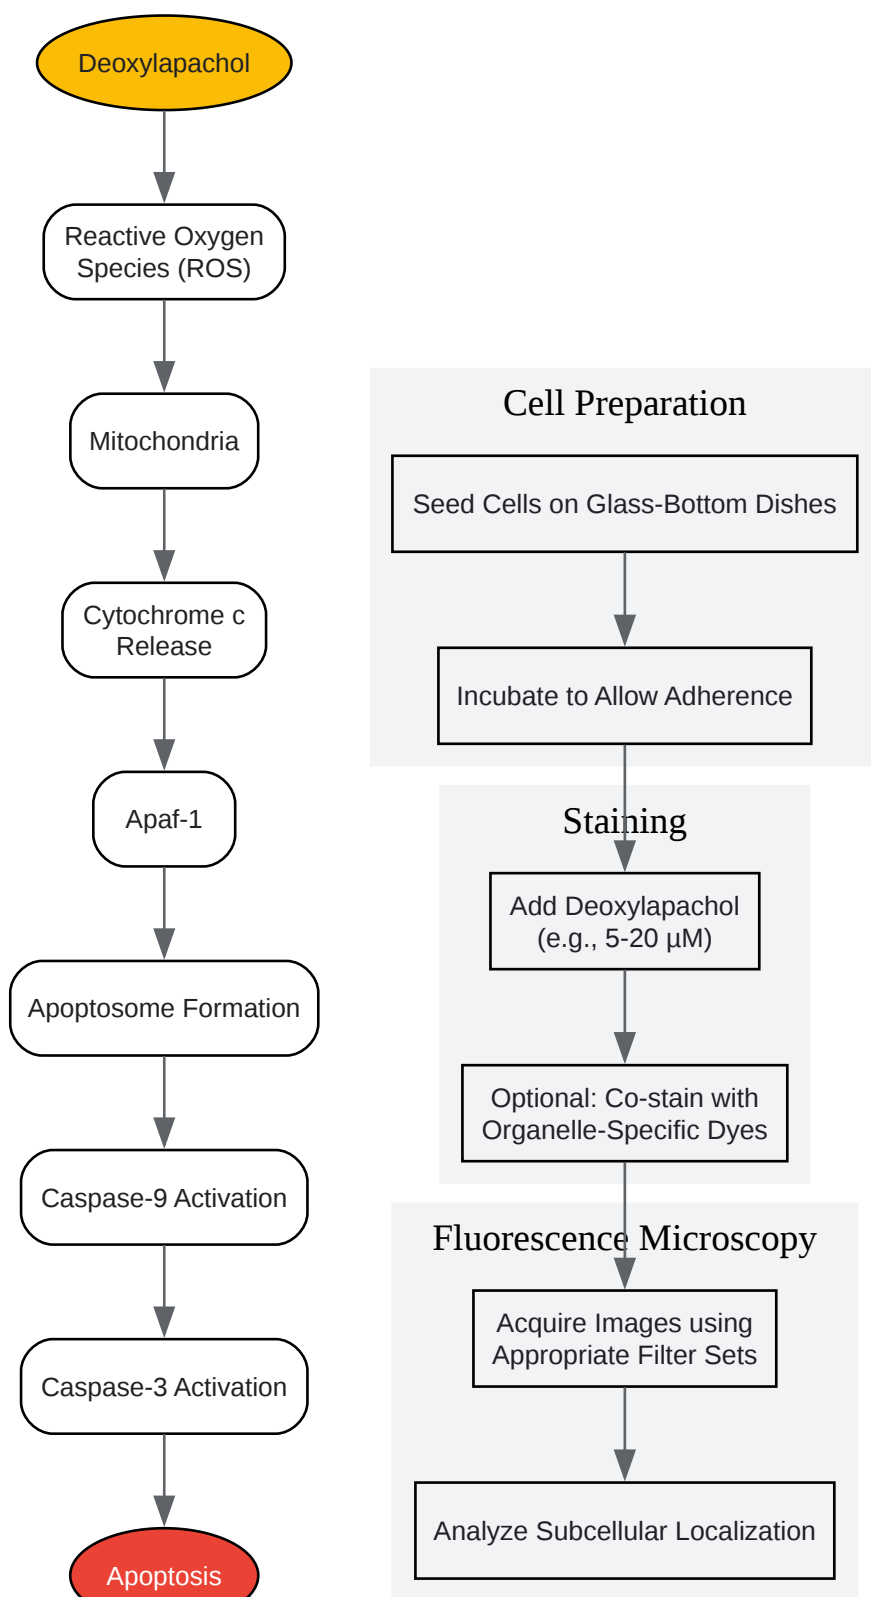 Deoxylapachol
Reactive Oxygen
Species (ROS)
Mitochondria
Cytochrome c
Release
Apaf-1
Apoptosome Formation
Caspase-9 Activation
Caspase-3 Activation
Apoptosis
Cell Preparation
Seed Cells on Glass-Bottom Dishes
Incubate to Allow Adherence
Staining
Add Deoxylapachol
(e.g., 5-20 µM)
Optional: Co-stain with
Organelle-Specific Dyes
Fluorescence Microscopy
Acquire Images using
Appropriate Filter Sets
Analyze Subcellular Localization